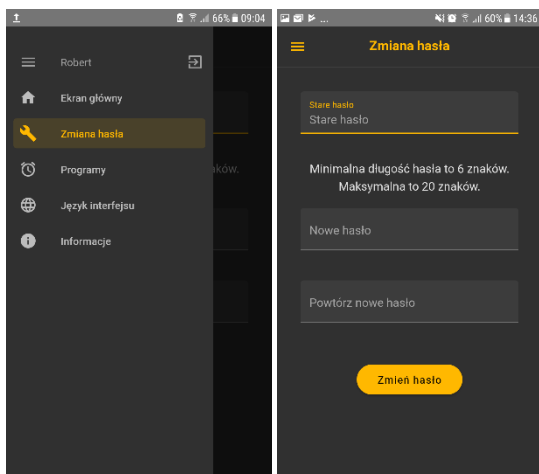 66% 09:04
Robert
Ekran główny
Zmiana hasła
ków.
Programy
Język interfejsu
Informacje
... 60% 14:36
Zmiana hasła
Stare hasło
Stare hasło
Minimalna długość hasła to 6 znaków.
Maksymalna to 20 znaków.
Nowe hasło
Powtórz nowe hasło
Zmień hasło